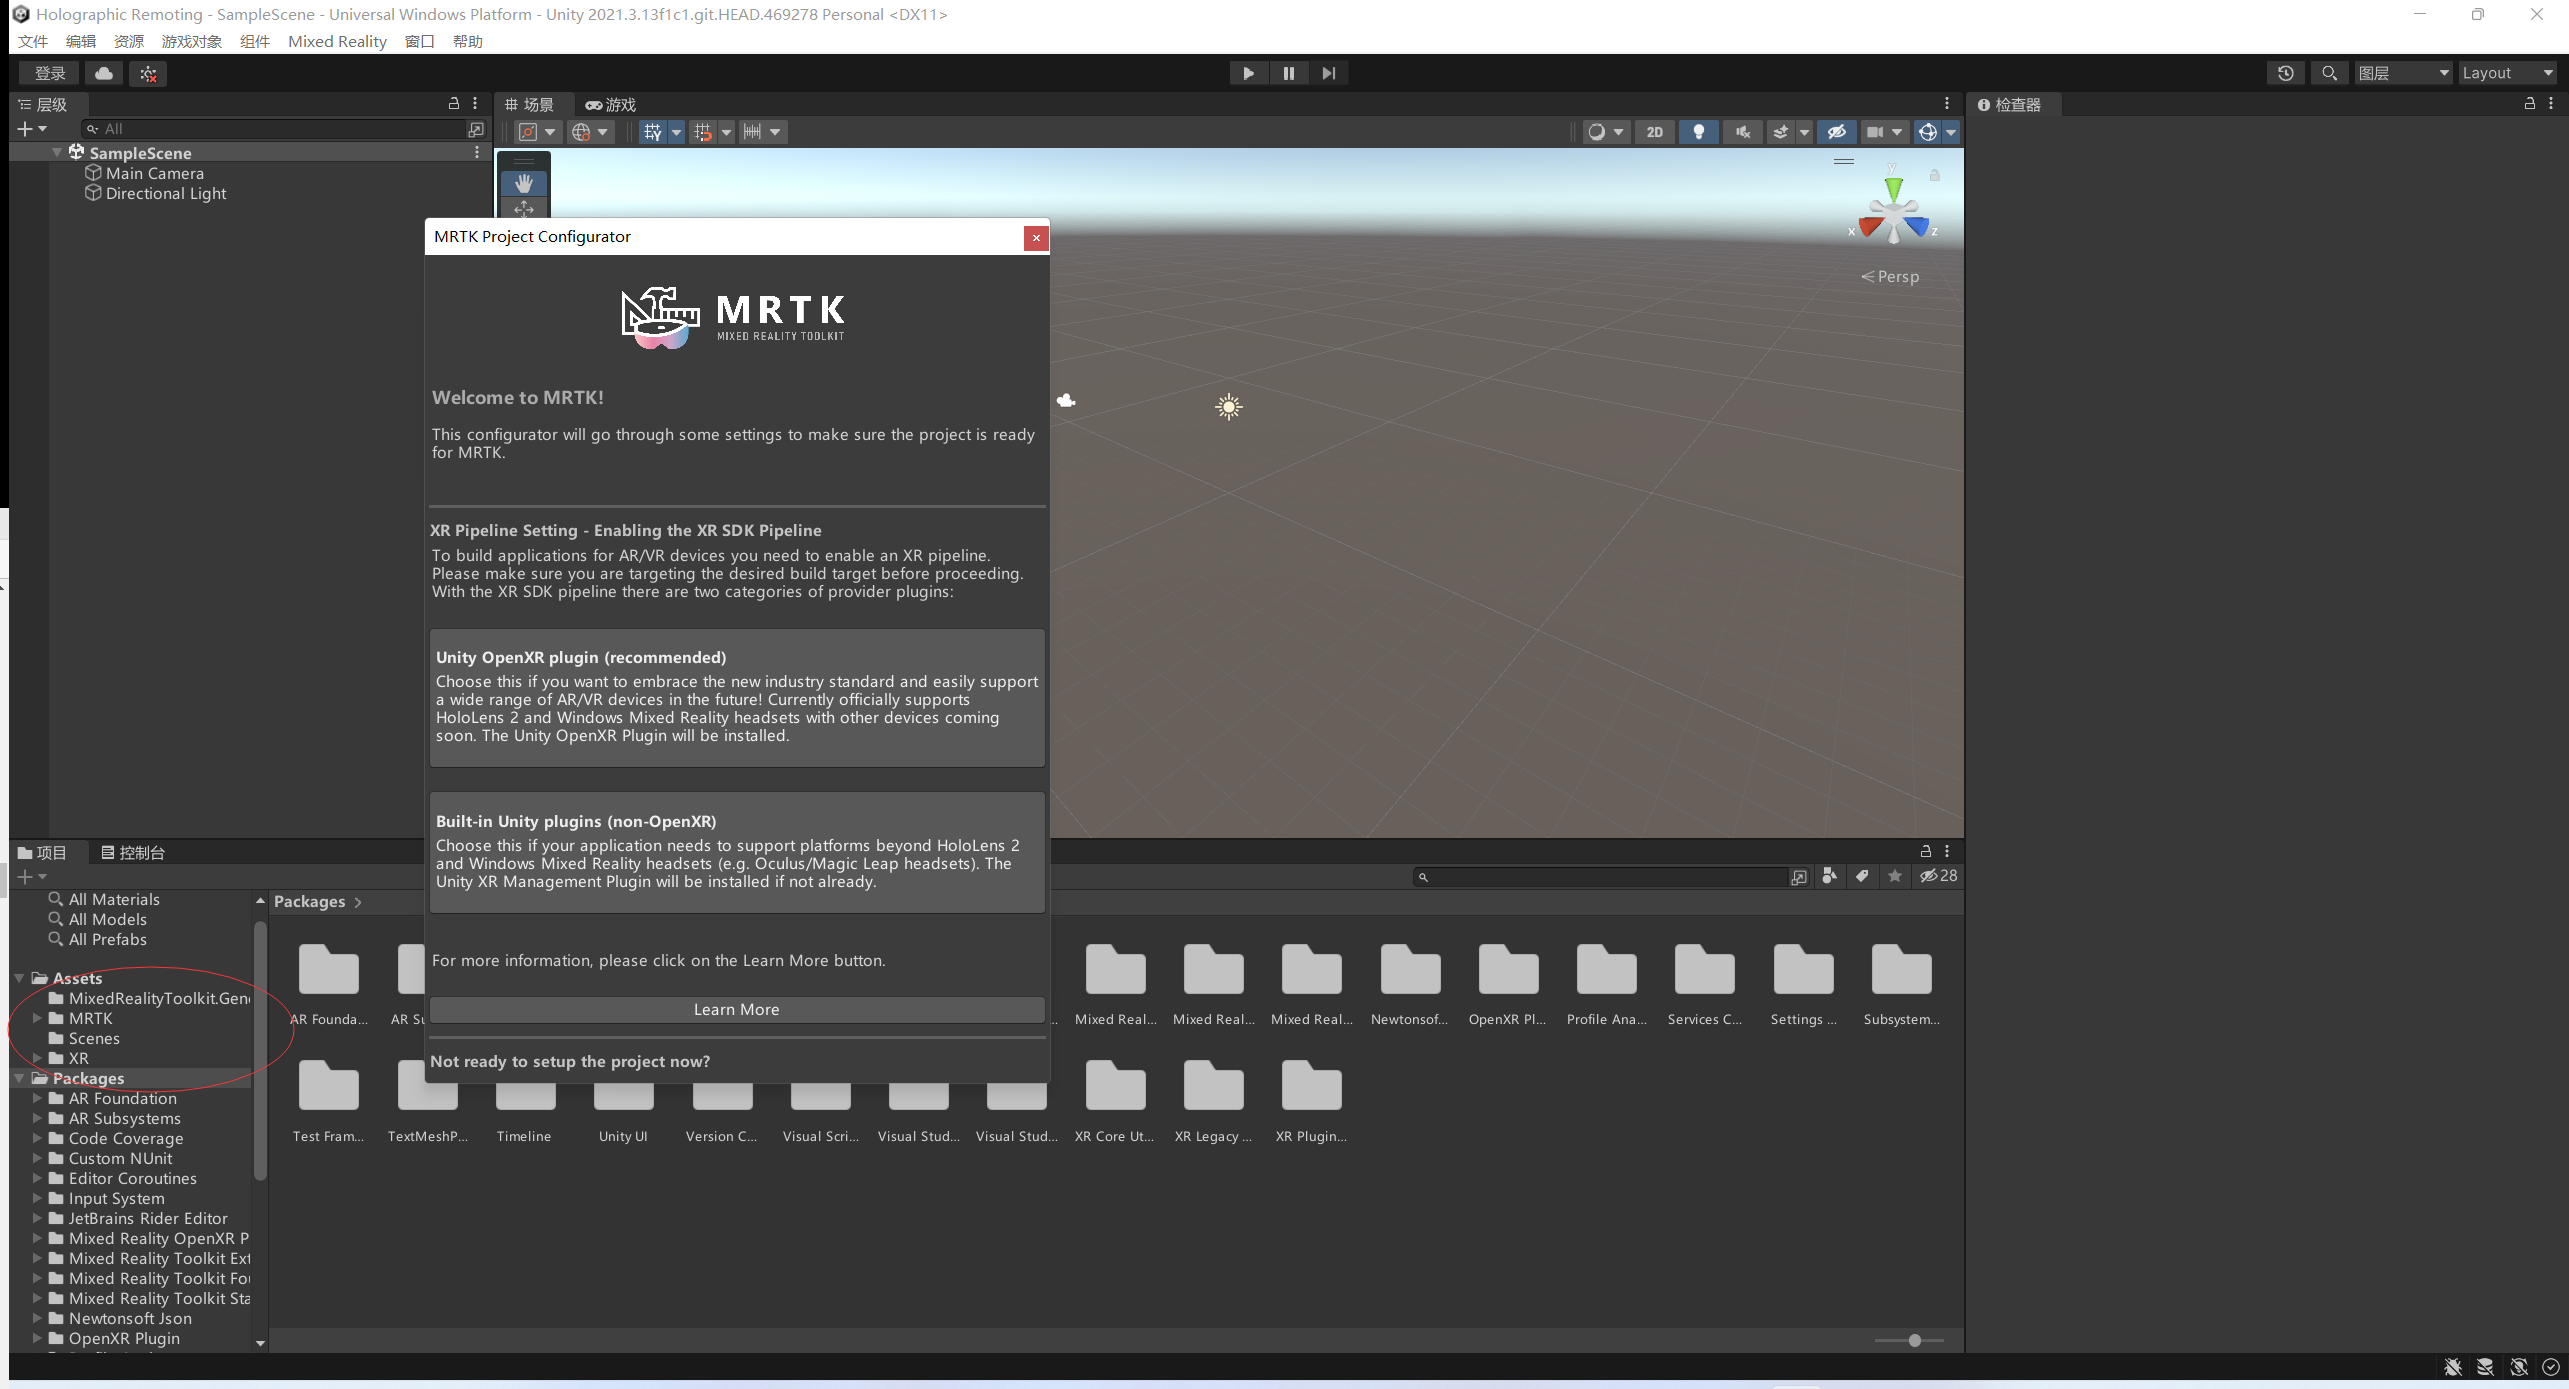 Holographic Remoting - SampleScene - Universal Windows Platform - Unity 2021.3.13f1c1.git.HEAD.469278 Personal <DX11>
文件 编辑 资源 游戏对象 组件 Mixed Reality 窗口 帮助
登录 图层 Layout
层级 场景 游戏 检查器
All
2D
SampleScene
Main Camera
Directional Light
y
x z
Persp
MRTK Project Configurator
MRTK
MIXED REALITY TOOLKIT
Welcome to MRTK!
This configurator will go through some settings to make sure the project is ready
for MRTK.
XR Pipeline Setting - Enabling the XR SDK Pipeline
To build applications for AR/VR devices you need to enable an XR pipeline.
Please make sure you are targeting the desired build target before proceeding.
With the XR SDK pipeline there are two categories of provider plugins:
Unity OpenXR plugin (recommended)
Choose this if you want to embrace the new industry standard and easily support
a wide range of AR/VR devices in the future! Currently officially supports
HoloLens 2 and Windows Mixed Reality headsets with other devices coming
soon. The Unity OpenXR Plugin will be installed.
Built-in Unity plugins (non-OpenXR)
Choose this if your application needs to support platforms beyond HoloLens 2
and Windows Mixed Reality headsets (e.g. Oculus/Magic Leap headsets). The
Unity XR Management Plugin will be installed if not already.
For more information, please click on the Learn More button.
Learn More
Not ready to setup the project now?
项目 控制台
28
All Materials
All Models
All Prefabs
Assets
MixedRealityToolkit.Gen
MRTK
Scenes
XR
Packages
AR Foundation
AR Subsystems
Code Coverage
Custom NUnit
Editor Coroutines
Input System
JetBrains Rider Editor
Mixed Reality OpenXR P
Mixed Reality Toolkit Ext
Mixed Reality Toolkit Fo
Mixed Reality Toolkit Sta
Newtonsoft Json
OpenXR Plugin
Packages >
AR Founda... AR Su ... Mixed Real... Mixed Real... Mixed Real... Newtonsof... OpenXR Pl... Profile Ana... Services C... Settings ... Subsystem...
Test Fram... TextMeshP... Timeline Unity UI Version C... Visual Scri... Visual Stud... Visual Stud... XR Core Ut... XR Legacy ... XR Plugin...